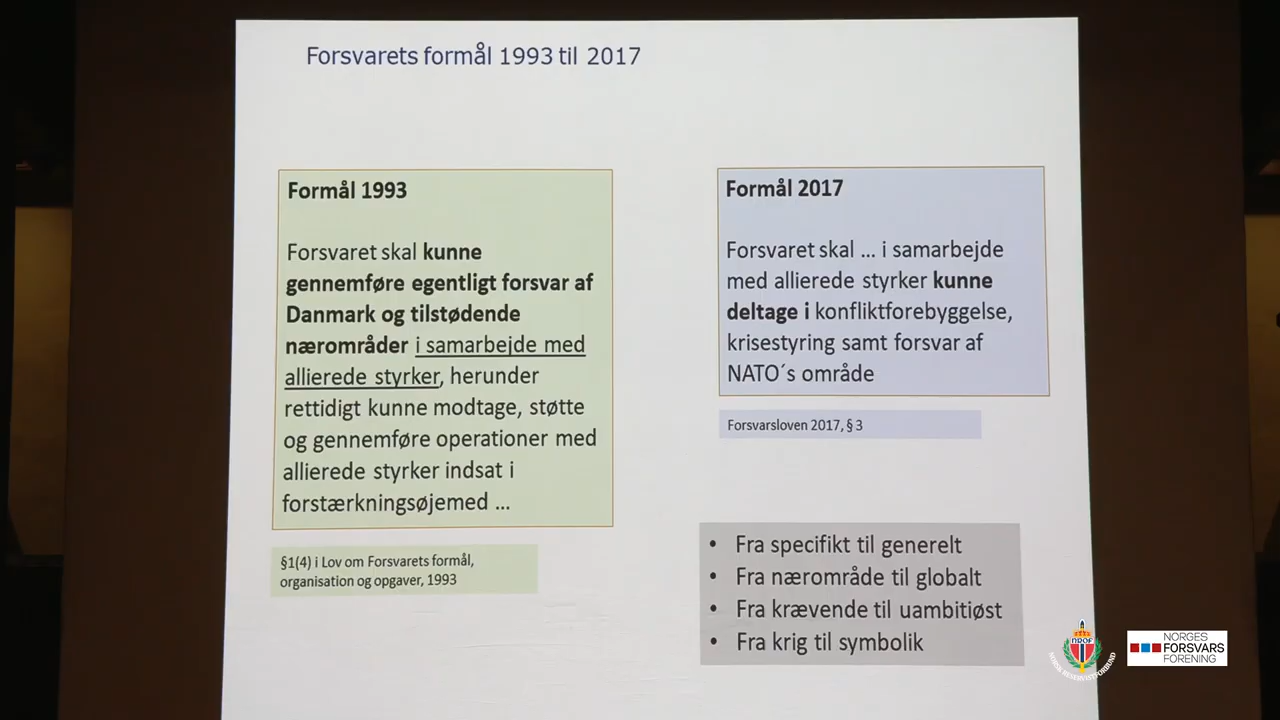 Forsvarets formål 1993 til 2017
Formål 1993
Forsvaret skal kunne
gennemføre egentligt forsvar af
Danmark og tilstødende
nærområder i samarbejde med
allierede styrker, herunder
rettidigt kunne modtage, støtte
og gennemføre operationer med
allierede styrker indsat i
forstærkningsøjemed ...
§1(4) i Lov om Forsvarets formål,
organisation og opgaver, 1993
Formål 2017
Forsvaret skal ... i samarbejde
med allierede styrker kunne
deltage i konfliktforebyggelse,
krisestyring samt forsvar af
NATO´s område
Forsvarsloven 2017, § 3
• Fra specifikt til generelt
• Fra nærområde til globalt
• Fra krævende til uambitiøst
• Fra krig til symbolik
NROF
NORSK RESERVISTFORBUND
NORGES
FORSVARS
FORENING